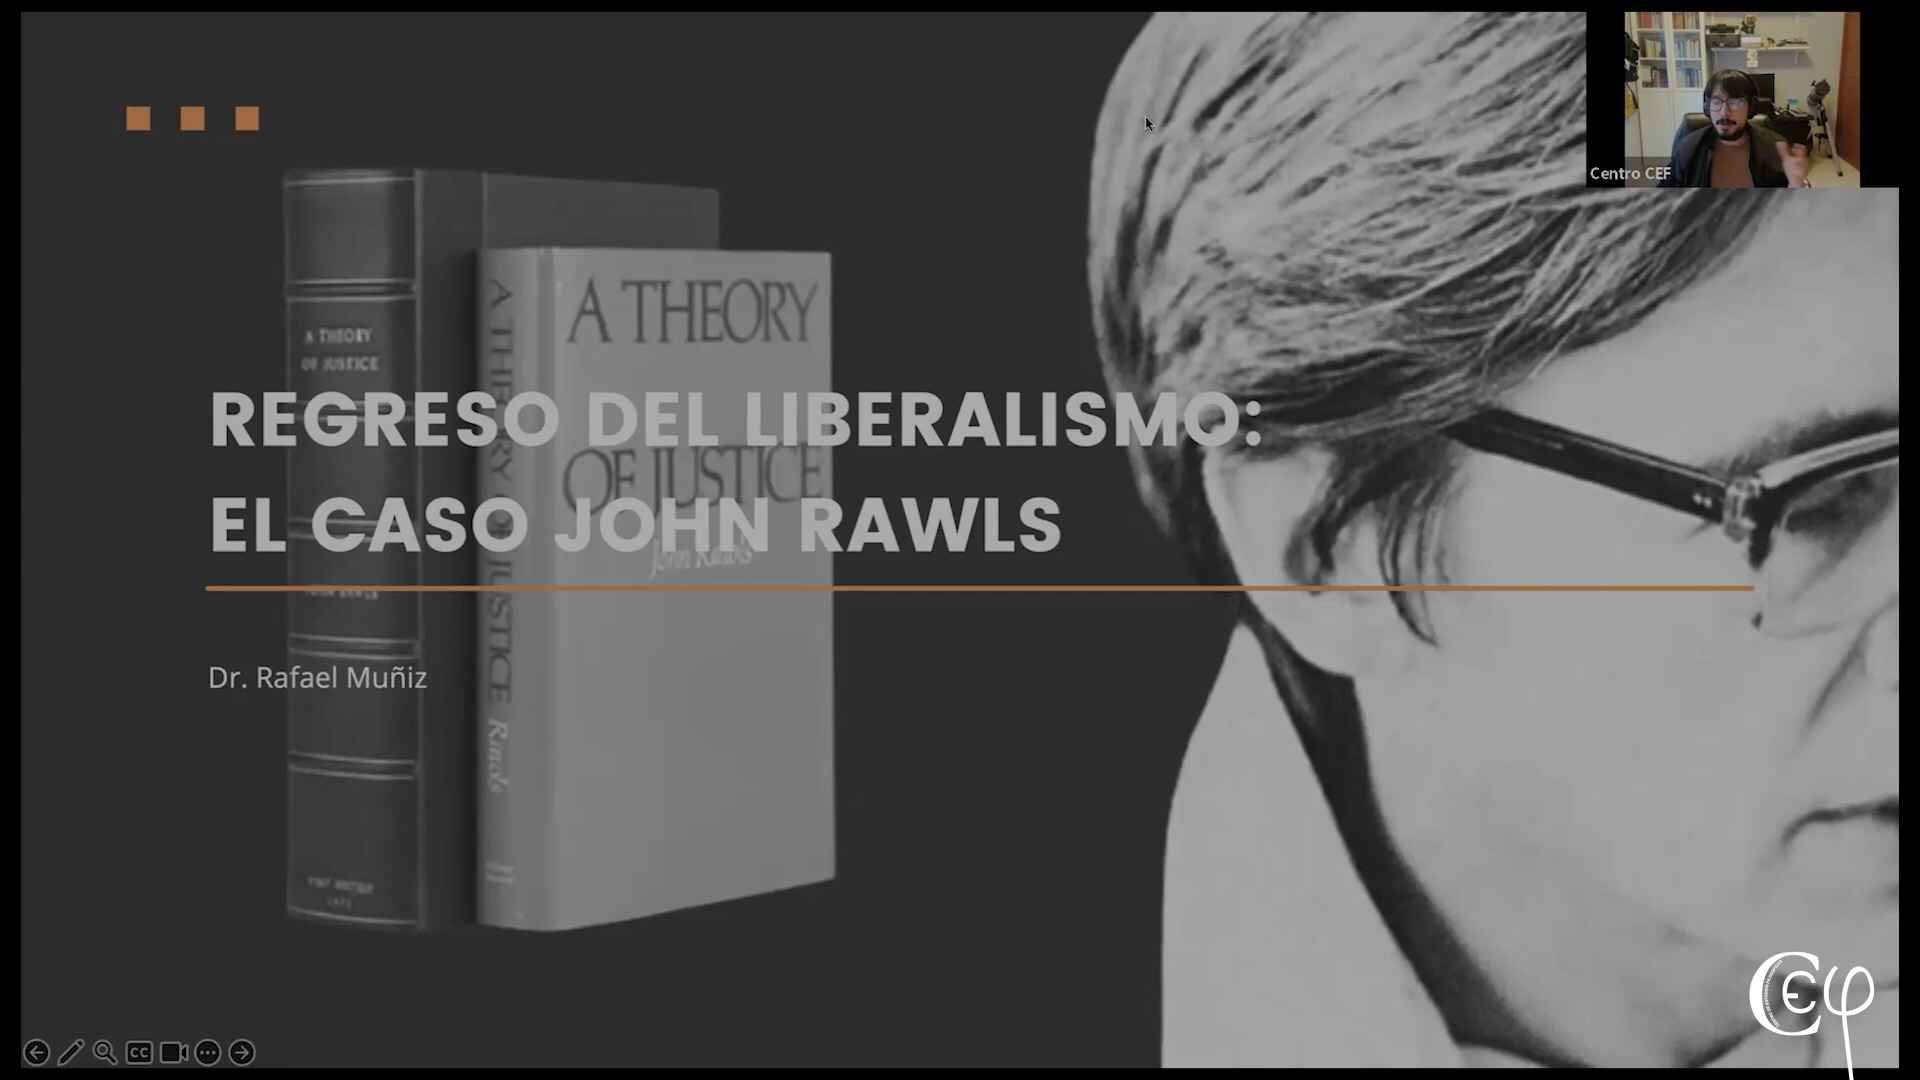 Centro CEF
A THEORY
OF JUSTICE
A THEORY
OF JUSTICE
John Rawls
A THEORY OF JUSTICE Rawls
REGRESO DEL LIBERALISMO:
EL CASO JOHN RAWLS
Dr. Rafael Muñiz
CC